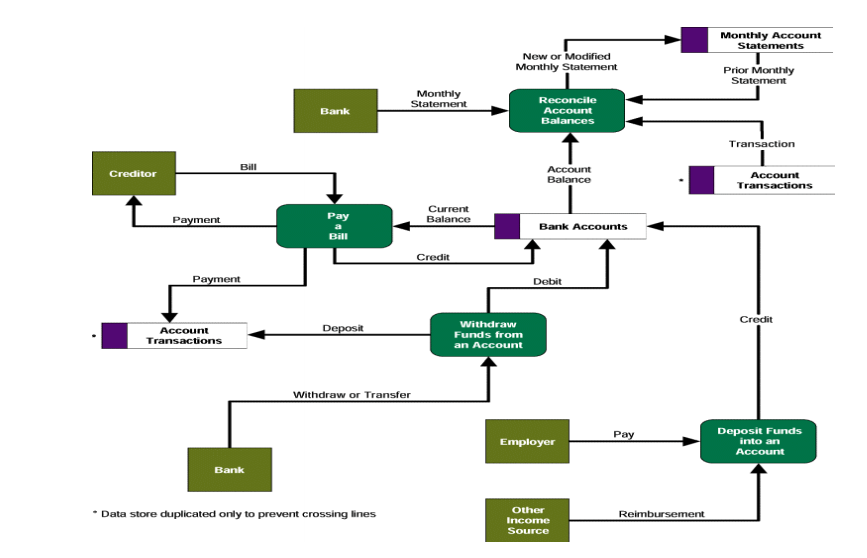 Monthly Account
Statements
New or Modified
Monthly Statement
Prior Monthly
Statement
Monthly
Statement
Bank
Reconcile
Account
Balances
Transaction
Account
Balance
* Account
Transactions
Creditor
Bill
Payment
Pay
a
Bill
Current
Balance
Bank Accounts
Credit
Payment
Debit
* Account
Transactions
Deposit
Withdraw
Funds from
an Account
Credit
Withdraw or Transfer
Bank
Employer
Pay
Deposit Funds
into an
Account
Other
Income
Source
Reimbursement
* Data store duplicated only to prevent crossing lines